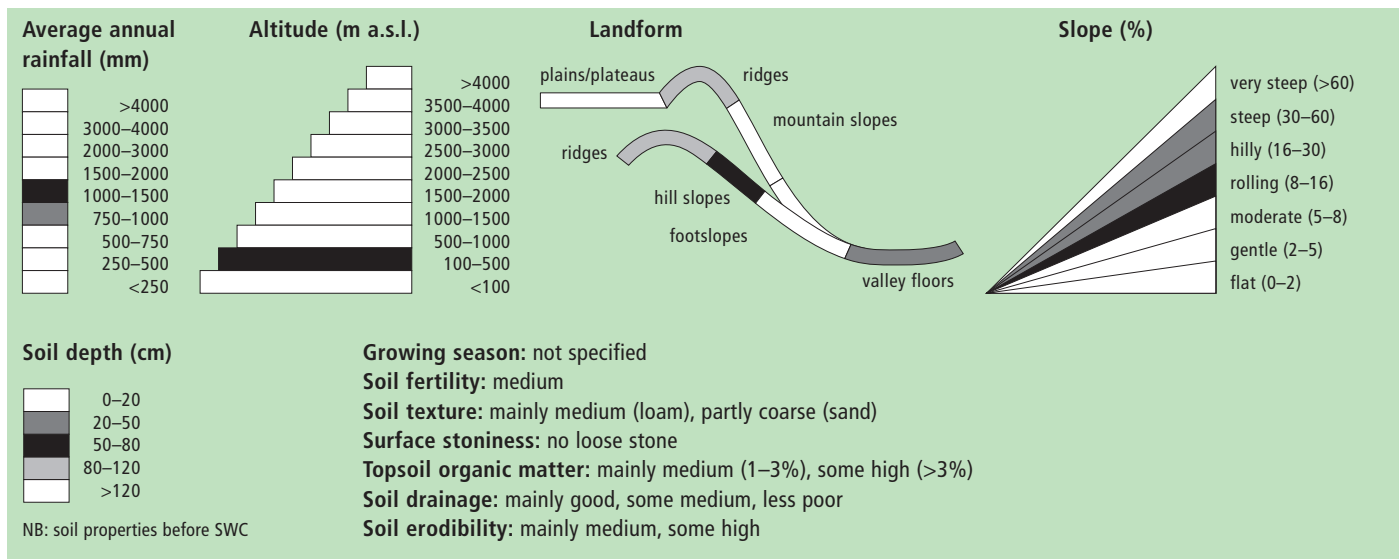 Average annual
rainfall (mm)
>4000
3000–4000
2000–3000
1500–2000
1000–1500
750–1000
500–750
250–500
<250
Altitude (m a.s.l.)
>4000
3500–4000
3000–3500
2500–3000
2000–2500
1500–2000
1000–1500
500–1000
100–500
<100
Landform
plains/plateaus
ridges
mountain slopes
ridges
hill slopes
footslopes
valley floors
Slope (%)
very steep (>60)
steep (30–60)
hilly (16–30)
rolling (8–16)
moderate (5–8)
gentle (2–5)
flat (0–2)
Soil depth (cm)
0–20
20–50
50–80
80–120
>120
NB: soil properties before SWC
Growing season: not specified
Soil fertility: medium
Soil texture: mainly medium (loam), partly coarse (sand)
Surface stoniness: no loose stone
Topsoil organic matter: mainly medium (1–3%), some high (>3%)
Soil drainage: mainly good, some medium, less poor
Soil erodibility: mainly medium, some high